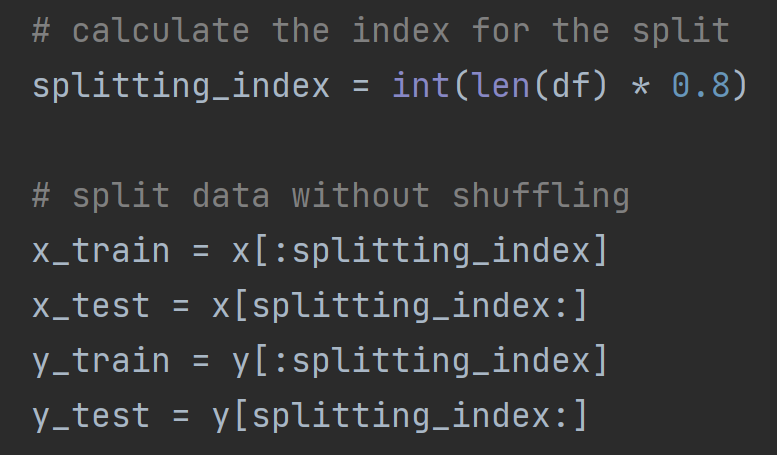 # calculate the index for the split
splitting_index = int(len(df) * 0.8)
# split data without shuffling
x_train = x[:splitting_index]
x_test = x[splitting_index:]
y_train = y[:splitting_index]
y_test = y[splitting_index:]